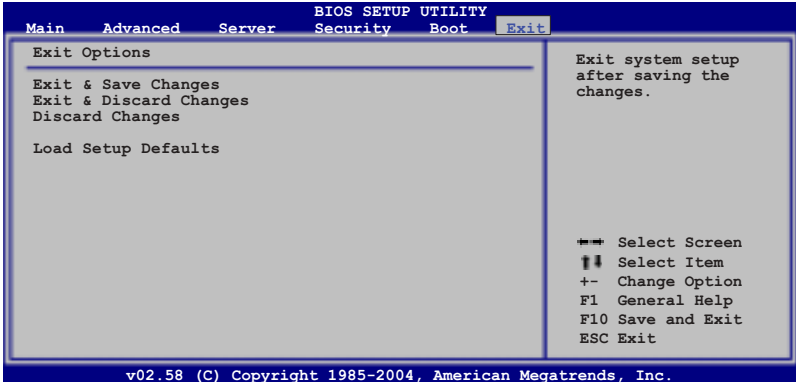 BIOS SETUP UTILITY
Main Advanced Server Security Boot Exit
Exit Options
Exit & Save Changes
Exit & Discard Changes
Discard Changes
Load Setup Defaults
Exit system setup
after saving the
changes.
Select Screen
Select Item
+- Change Option
F1 General Help
F10 Save and Exit
ESC Exit
v02.58 (C) Copyright 1985-2004, American Megatrends, Inc.